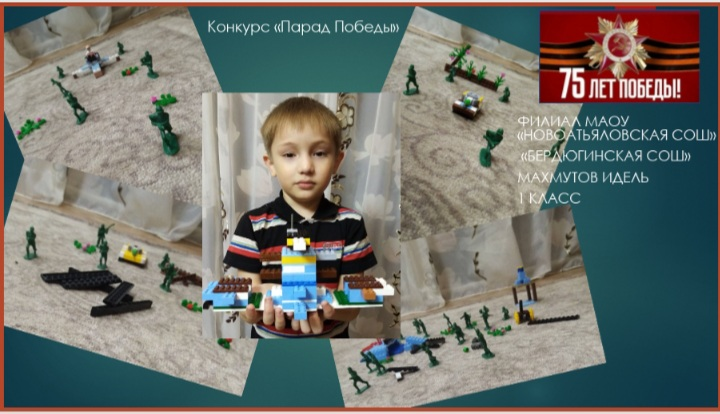 Конкурс «Парад Победы»
75 ЛЕТ ПОБЕДЫ!
ФИЛИАЛ МАОУ
«НОВОАТЬЯЛОВСКАЯ СОШ»
«БЕРДЮГИНСКАЯ СОШ»
МАХМУТОВ ИДЕЛЬ
1 КЛАСС